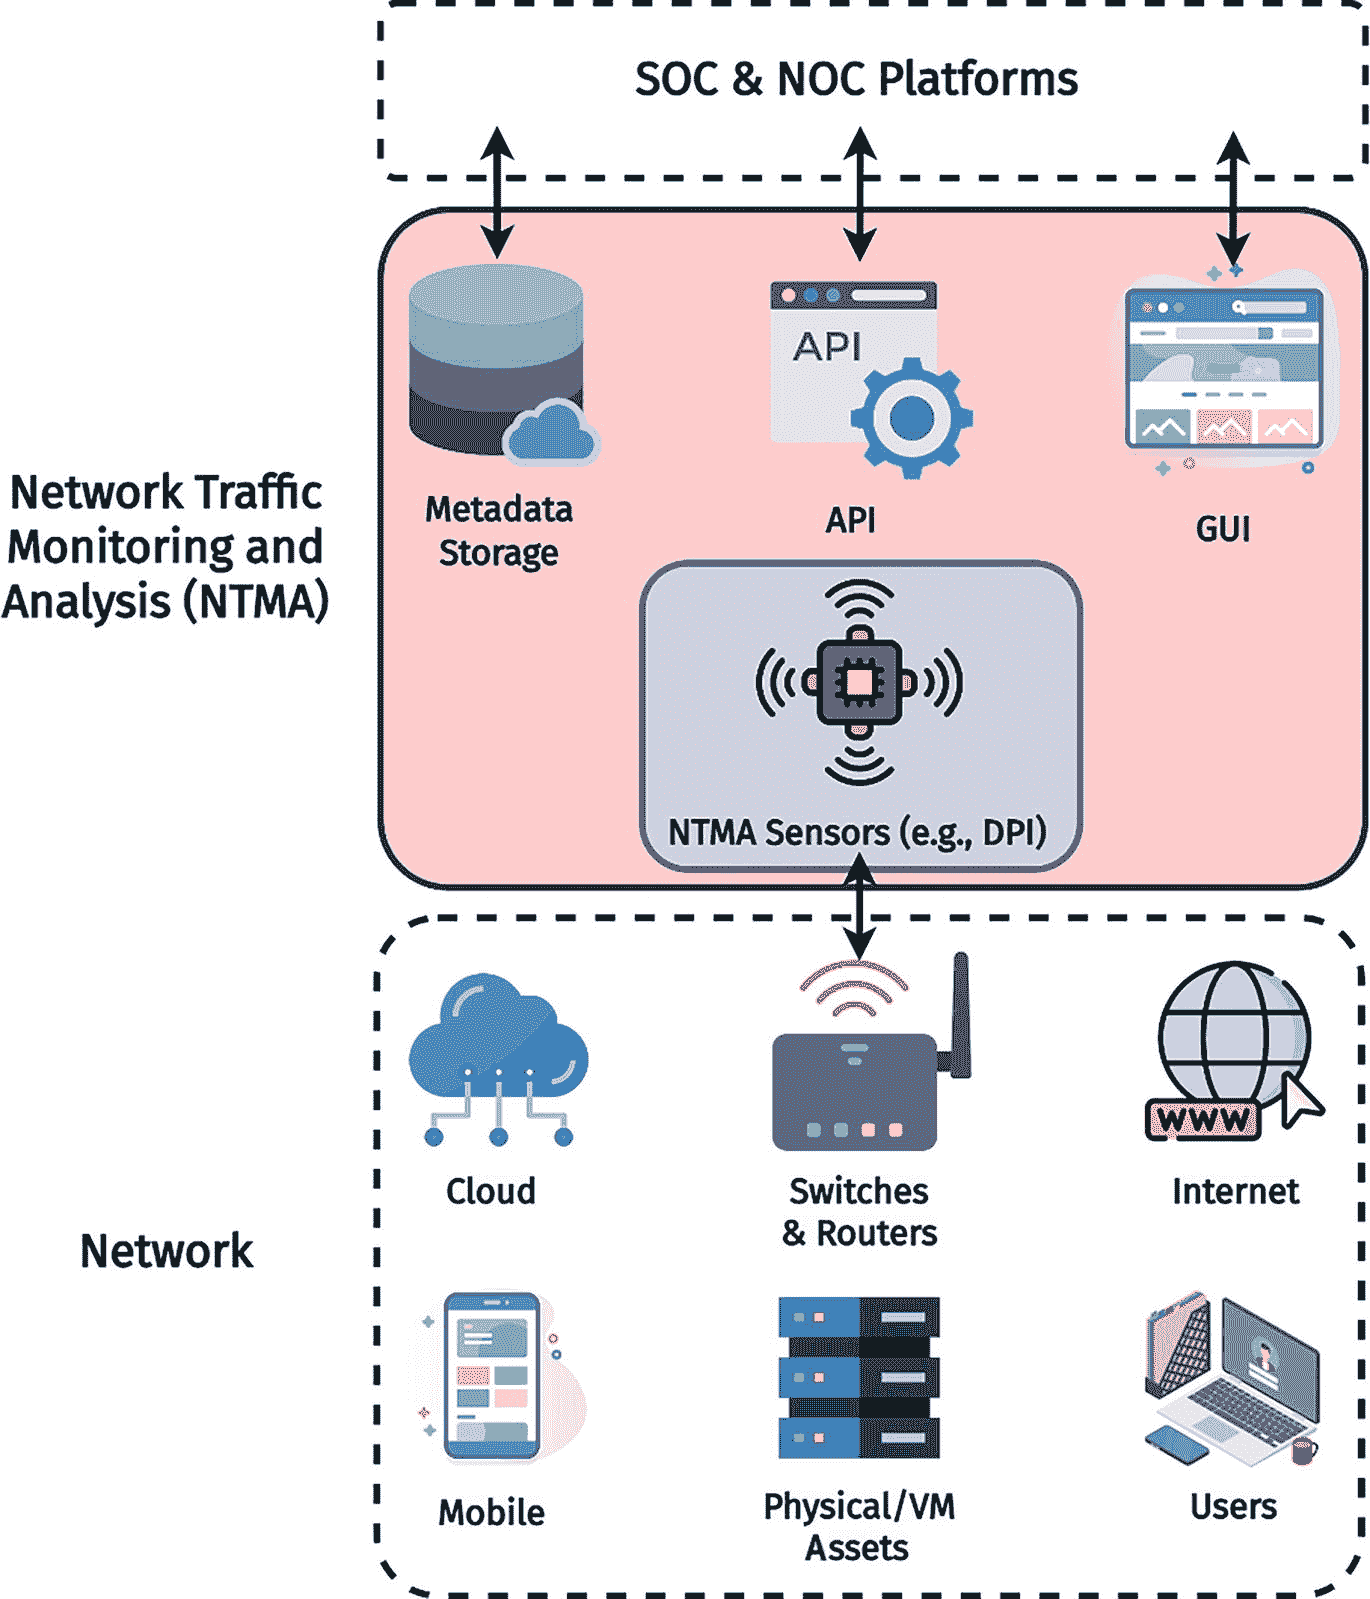 SOC & NOC Platforms
API
Metadata
Storage
API
GUI
Network Traffic
Monitoring and
Analysis (NTMA)
NTMA Sensors (e.g., DPI)
WWW
Cloud
Switches
& Routers
Internet
Network
Mobile
Physical/VM
Assets
Users